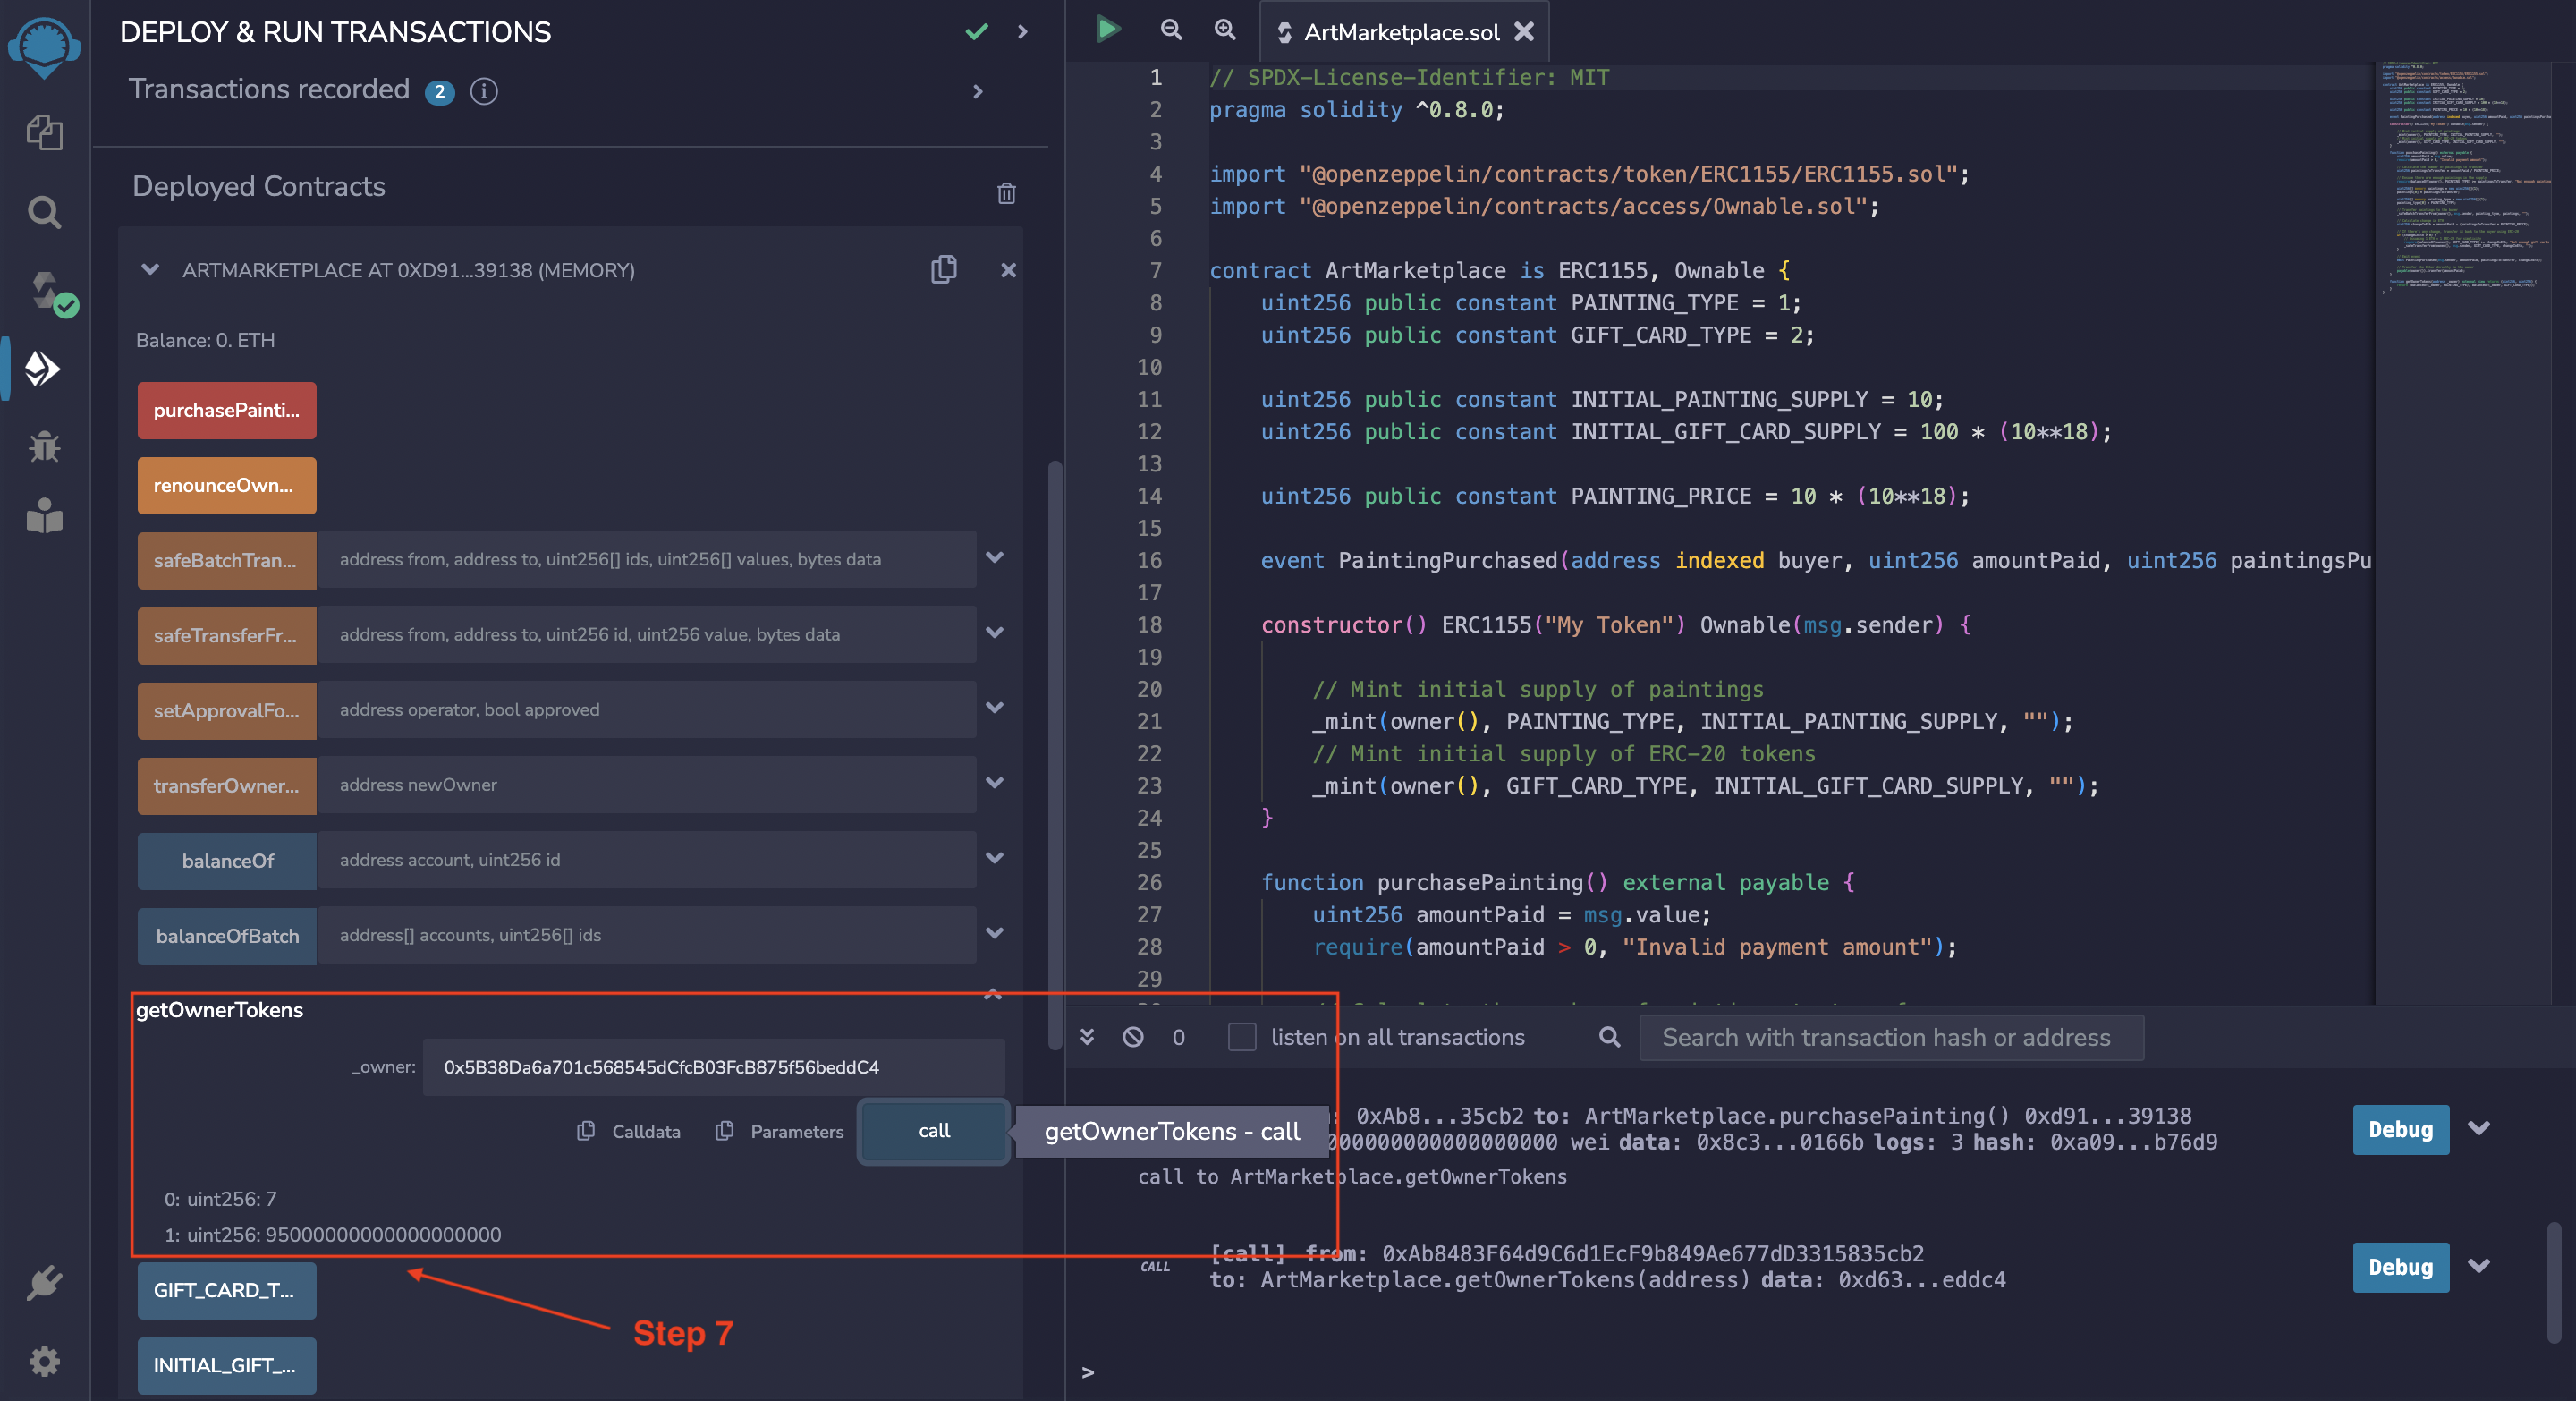 DEPLOY & RUN TRANSACTIONS
Transactions recorded 2 i
Deployed Contracts
ARTMARKETPLACE AT 0XD91...39138 (MEMORY)
Balance: 0. ETH
purchasePainti...
renounceOwn...
safeBatchTran... address from, address to, uint256[] ids, uint256[] values, bytes data
safeTransferFr... address from, address to, uint256 id, uint256 value, bytes data
setApprovalFo... address operator, bool approved
transferOwner... address newOwner
balanceOf address account, uint256 id
balanceOfBatch address[] accounts, uint256[] ids
getOwnerTokens
_owner: 0x5B38Da6a701c568545dCfcB03FcB875f56beddC4
Calldata Parameters call
getOwnerTokens - call
0: uint256: 7
1: uint256: 95000000000000000000
GIFT_CARD_T...
Step 7
INITIAL_GIFT_...
ArtMarketplace.sol
1 // SPDX-License-Identifier: MIT
2 pragma solidity ^0.8.0;
3
4 import "@openzeppelin/contracts/token/ERC1155/ERC1155.sol";
5 import "@openzeppelin/contracts/access/Ownable.sol";
6
7 contract ArtMarketplace is ERC1155, Ownable {
8 uint256 public constant PAINTING_TYPE = 1;
9 uint256 public constant GIFT_CARD_TYPE = 2;
10
11 uint256 public constant INITIAL_PAINTING_SUPPLY = 10;
12 uint256 public constant INITIAL_GIFT_CARD_SUPPLY = 100 * (10**18);
13
14 uint256 public constant PAINTING_PRICE = 10 * (10**18);
15
16 event PaintingPurchased(address indexed buyer, uint256 amountPaid, uint256 paintingsPu
17
18 constructor() ERC1155("My Token") Ownable(msg.sender) {
19
20 // Mint initial supply of paintings
21 _mint(owner(), PAINTING_TYPE, INITIAL_PAINTING_SUPPLY, "");
22 // Mint initial supply of ERC-20 tokens
23 _mint(owner(), GIFT_CARD_TYPE, INITIAL_GIFT_CARD_SUPPLY, "");
24 }
25
26 function purchasePainting() external payable {
27 uint256 amountPaid = msg.value;
28 require(amountPaid > 0, "Invalid payment amount");
29
0 listen on all transactions Search with transaction hash or address
: 0xAb8...35cb2 to: ArtMarketplace.purchasePainting() 0xd91...39138
000000000000000000 wei data: 0x8c3...0166b logs: 3 hash: 0xa09...b76d9
Debug
call to ArtMarketplace.getOwnerTokens
CALL
[call] from: 0xAb8483F64d9C6d1EcF9b849Ae677dD3315835cb2
to: ArtMarketplace.getOwnerTokens(address) data: 0xd63...eddc4
Debug
>